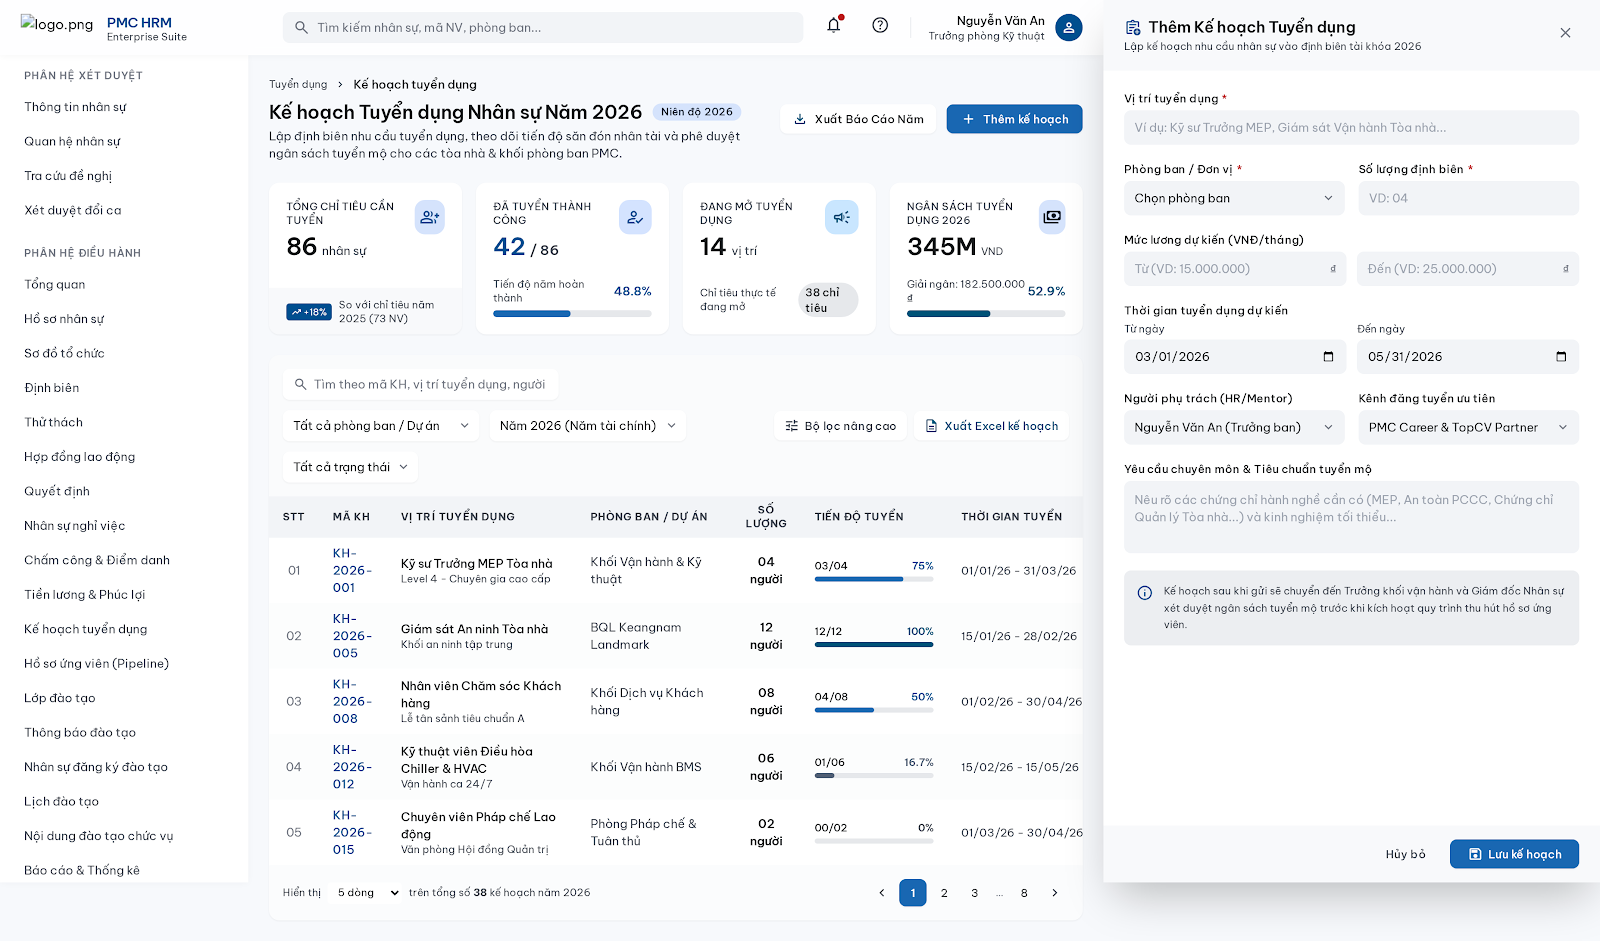 logo.png
PMC HRM
Enterprise Suite
Tìm kiếm nhân sự, mã NV, phòng ban...
Nguyễn Văn An
Trưởng phòng Kỹ thuật
PHÂN HỆ XÉT DUYỆT
Thông tin nhân sự
Quan hệ nhân sự
Tra cứu đề nghị
Xét duyệt đổi ca
PHÂN HỆ ĐIỀU HÀNH
Tổng quan
Hồ sơ nhân sự
Sơ đồ tổ chức
Định biên
Thử thách
Hợp đồng lao động
Quyết định
Nhân sự nghỉ việc
Chấm công & Điểm danh
Tiền lương & Phúc lợi
Kế hoạch tuyển dụng
Hồ sơ ứng viên (Pipeline)
Lớp đào tạo
Thông báo đào tạo
Nhân sự đăng ký đào tạo
Lịch đào tạo
Nội dung đào tạo chức vụ
Báo cáo & Thống kê
Tuyển dụng › Kế hoạch tuyển dụng
Kế hoạch Tuyển dụng Nhân sự Năm 2026
Niên độ 2026
Lập định biên nhu cầu tuyển dụng, theo dõi tiến độ săn đón nhân tài và phê duyệt
ngân sách tuyển mộ cho các tòa nhà & khối phòng ban PMC.
Xuất Báo Cáo Năm
Thêm kế hoạch
TỔNG CHỈ TIÊU CẦN
TUYỂN
86 nhân sự
+18%
So với chỉ tiêu năm
2025 (73 NV)
ĐÃ TUYỂN THÀNH
CÔNG
42 / 86
Tiến độ năm hoàn
thành
48.8%
ĐANG MỞ TUYỂN
DỤNG
14 vị trí
Chỉ tiêu thực tế
đang mở
38 chỉ
tiêu
NGÂN SÁCH TUYỂN
DỤNG 2026
345M VND
Giải ngân: 182.500.000
₫
52.9%
Tìm theo mã KH, vị trí tuyển dụng, người
Tất cả phòng ban / Dự án
Năm 2026 (Năm tài chính)
Bộ lọc nâng cao
Xuất Excel kế hoạch
Tất cả trạng thái
STT
MÃ KH
VỊ TRÍ TUYỂN DỤNG
PHÒNG BAN / DỰ ÁN
SỐ
LƯỢNG
TIẾN ĐỘ TUYỂN
THỜI GIAN TUYỂN
01
KH-
2026-
001
Kỹ sư Trưởng MEP Tòa nhà
Level 4 - Chuyên gia cao cấp
Khối Vận hành & Kỹ
thuật
04
người
03/04
75%
01/01/26 - 31/03/26
02
KH-
2026-
005
Giám sát An ninh Tòa nhà
Khối an ninh tập trung
BQL Keangnam
Landmark
12
người
12/12
100%
15/01/26 - 28/02/26
03
KH-
2026-
008
Nhân viên Chăm sóc Khách
hàng
Lễ tân sảnh tiêu chuẩn A
Khối Dịch vụ Khách
hàng
08
người
04/08
50%
01/02/26 - 30/04/26
04
KH-
2026-
012
Kỹ thuật viên Điều hòa
Chiller & HVAC
Vận hành ca 24/7
Khối Vận hành BMS
06
người
01/06
16.7%
15/02/26 - 15/05/26
05
KH-
2026-
015
Chuyên viên Pháp chế Lao
động
Văn phòng Hội đồng Quản trị
Phòng Pháp chế &
Tuân thủ
02
người
00/02
0%
01/03/26 - 30/04/26
Hiển thị 5 dòng trên tổng số 38 kế hoạch năm 2026
1 2 3 ... 8
Thêm Kế hoạch Tuyển dụng
Lập kế hoạch nhu cầu nhân sự vào định biên tài khóa 2026
Vị trí tuyển dụng *
Ví dụ: Kỹ sư Trưởng MEP, Giám sát Vận hành Tòa nhà...
Phòng ban / Đơn vị *
Số lượng định biên *
Chọn phòng ban
VD: 04
Mức lương dự kiến (VNĐ/tháng)
Từ (VD: 15.000.000) ₫
Đến (VD: 25.000.000) ₫
Thời gian tuyển dụng dự kiến
Từ ngày
Đến ngày
03/01/2026
05/31/2026
Người phụ trách (HR/Mentor)
Kênh đăng tuyển ưu tiên
Nguyễn Văn An (Trưởng ban)
PMC Career & TopCV Partner
Yêu cầu chuyên môn & Tiêu chuẩn tuyển mộ
Nêu rõ các chứng chỉ hành nghề cần có (MEP, An toàn PCCC, Chứng chỉ
Quản lý Tòa nhà...) và kinh nghiệm tối thiểu...
Kế hoạch sau khi gửi sẽ chuyển đến Trưởng khối vận hành và Giám đốc Nhân sự
xét duyệt ngân sách tuyển mộ trước khi kích hoạt quy trình thu hút hồ sơ ứng
viên.
Hủy bỏ
Lưu kế hoạch